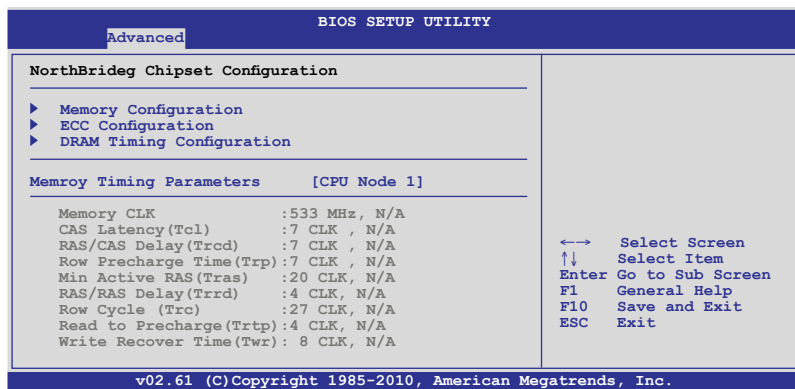 BIOS SETUP UTILITY
Advanced
NorthBrideg Chipset Configuration
Memory Configuration
ECC Configuration
DRAM Timing Configuration
Memroy Timing Parameters [CPU Node 1]
Memory CLK :533 MHz, N/A
CAS Latency(Tcl) :7 CLK , N/A
RAS/CAS Delay(Trcd) :7 CLK , N/A
Row Precharge Time(Trp):7 CLK , N/A
Min Active RAS(Tras) :20 CLK, N/A
RAS/RAS Delay(Trrd) :4 CLK, N/A
Row Cycle (Trc) :27 CLK, N/A
Read to Precharge(Trtp):4 CLK, N/A
Write Recover Time(Twr): 8 CLK, N/A
←→ Select Screen
↑↓ Select Item
Enter Go to Sub Screen
F1 General Help
F10 Save and Exit
ESC Exit
v02.61 (C)Copyright 1985-2010, American Megatrends, Inc.